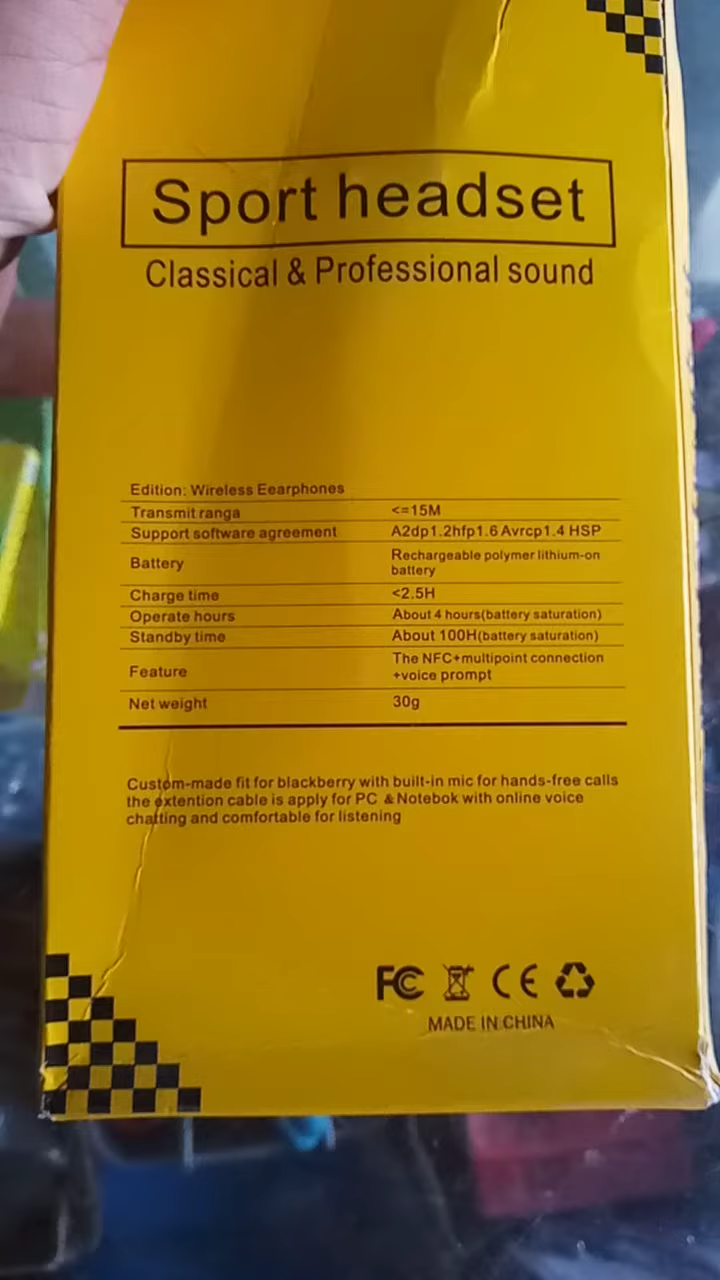 Sport headset
Classical & Professional sound
Edition: Wireless Eearphones
Transmit ranga <=15M
Support software agreement A2dp1.2hfp1.6 Avrcp1.4 HSP
Battery Rechargeable polymer lithium-on
battery
Charge time <2.5H
Operate hours About 4 hours(battery saturation)
Standby time About 100H(battery saturation)
Feature The NFC+multipoint connection
+voice prompt
Net weight 30g
Custom-made fit for blackberry with built-in mic for hands-free calls
the extention cable is apply for PC & Notebok with online voice
chatting and comfortable for listening
FC CE
MADE IN CHINA